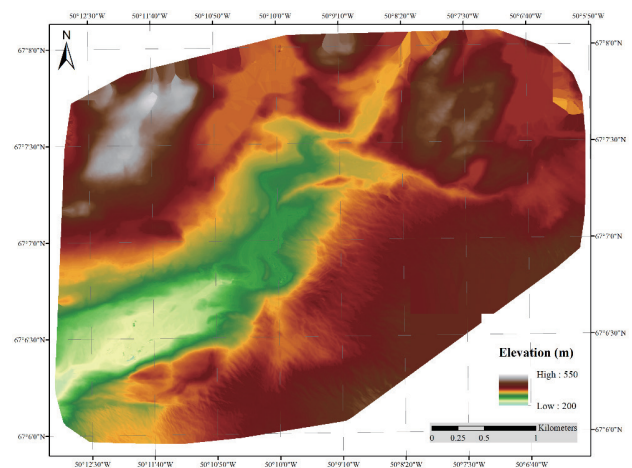 50°12'30"W 50°11'40"W 50°10'50"W 50°10'0"W 50°9'10"W 50°8'20"W 50°7'30"W 50°6'40"W 50°5'50"W
N
67°8'0"N 67°8'0"N
67°7'30"N 67°7'30"N
67°7'0"N 67°7'0"N
67°6'30"N 67°6'30"N
Elevation (m)
High : 550
Low : 200
Kilometers
67°6'0"N 67°6'0"N
0 0.25 0.5 1
50°12'30"W 50°11'40"W 50°10'50"W 50°10'0"W 50°9'10"W 50°8'20"W 50°7'30"W 50°6'40"W